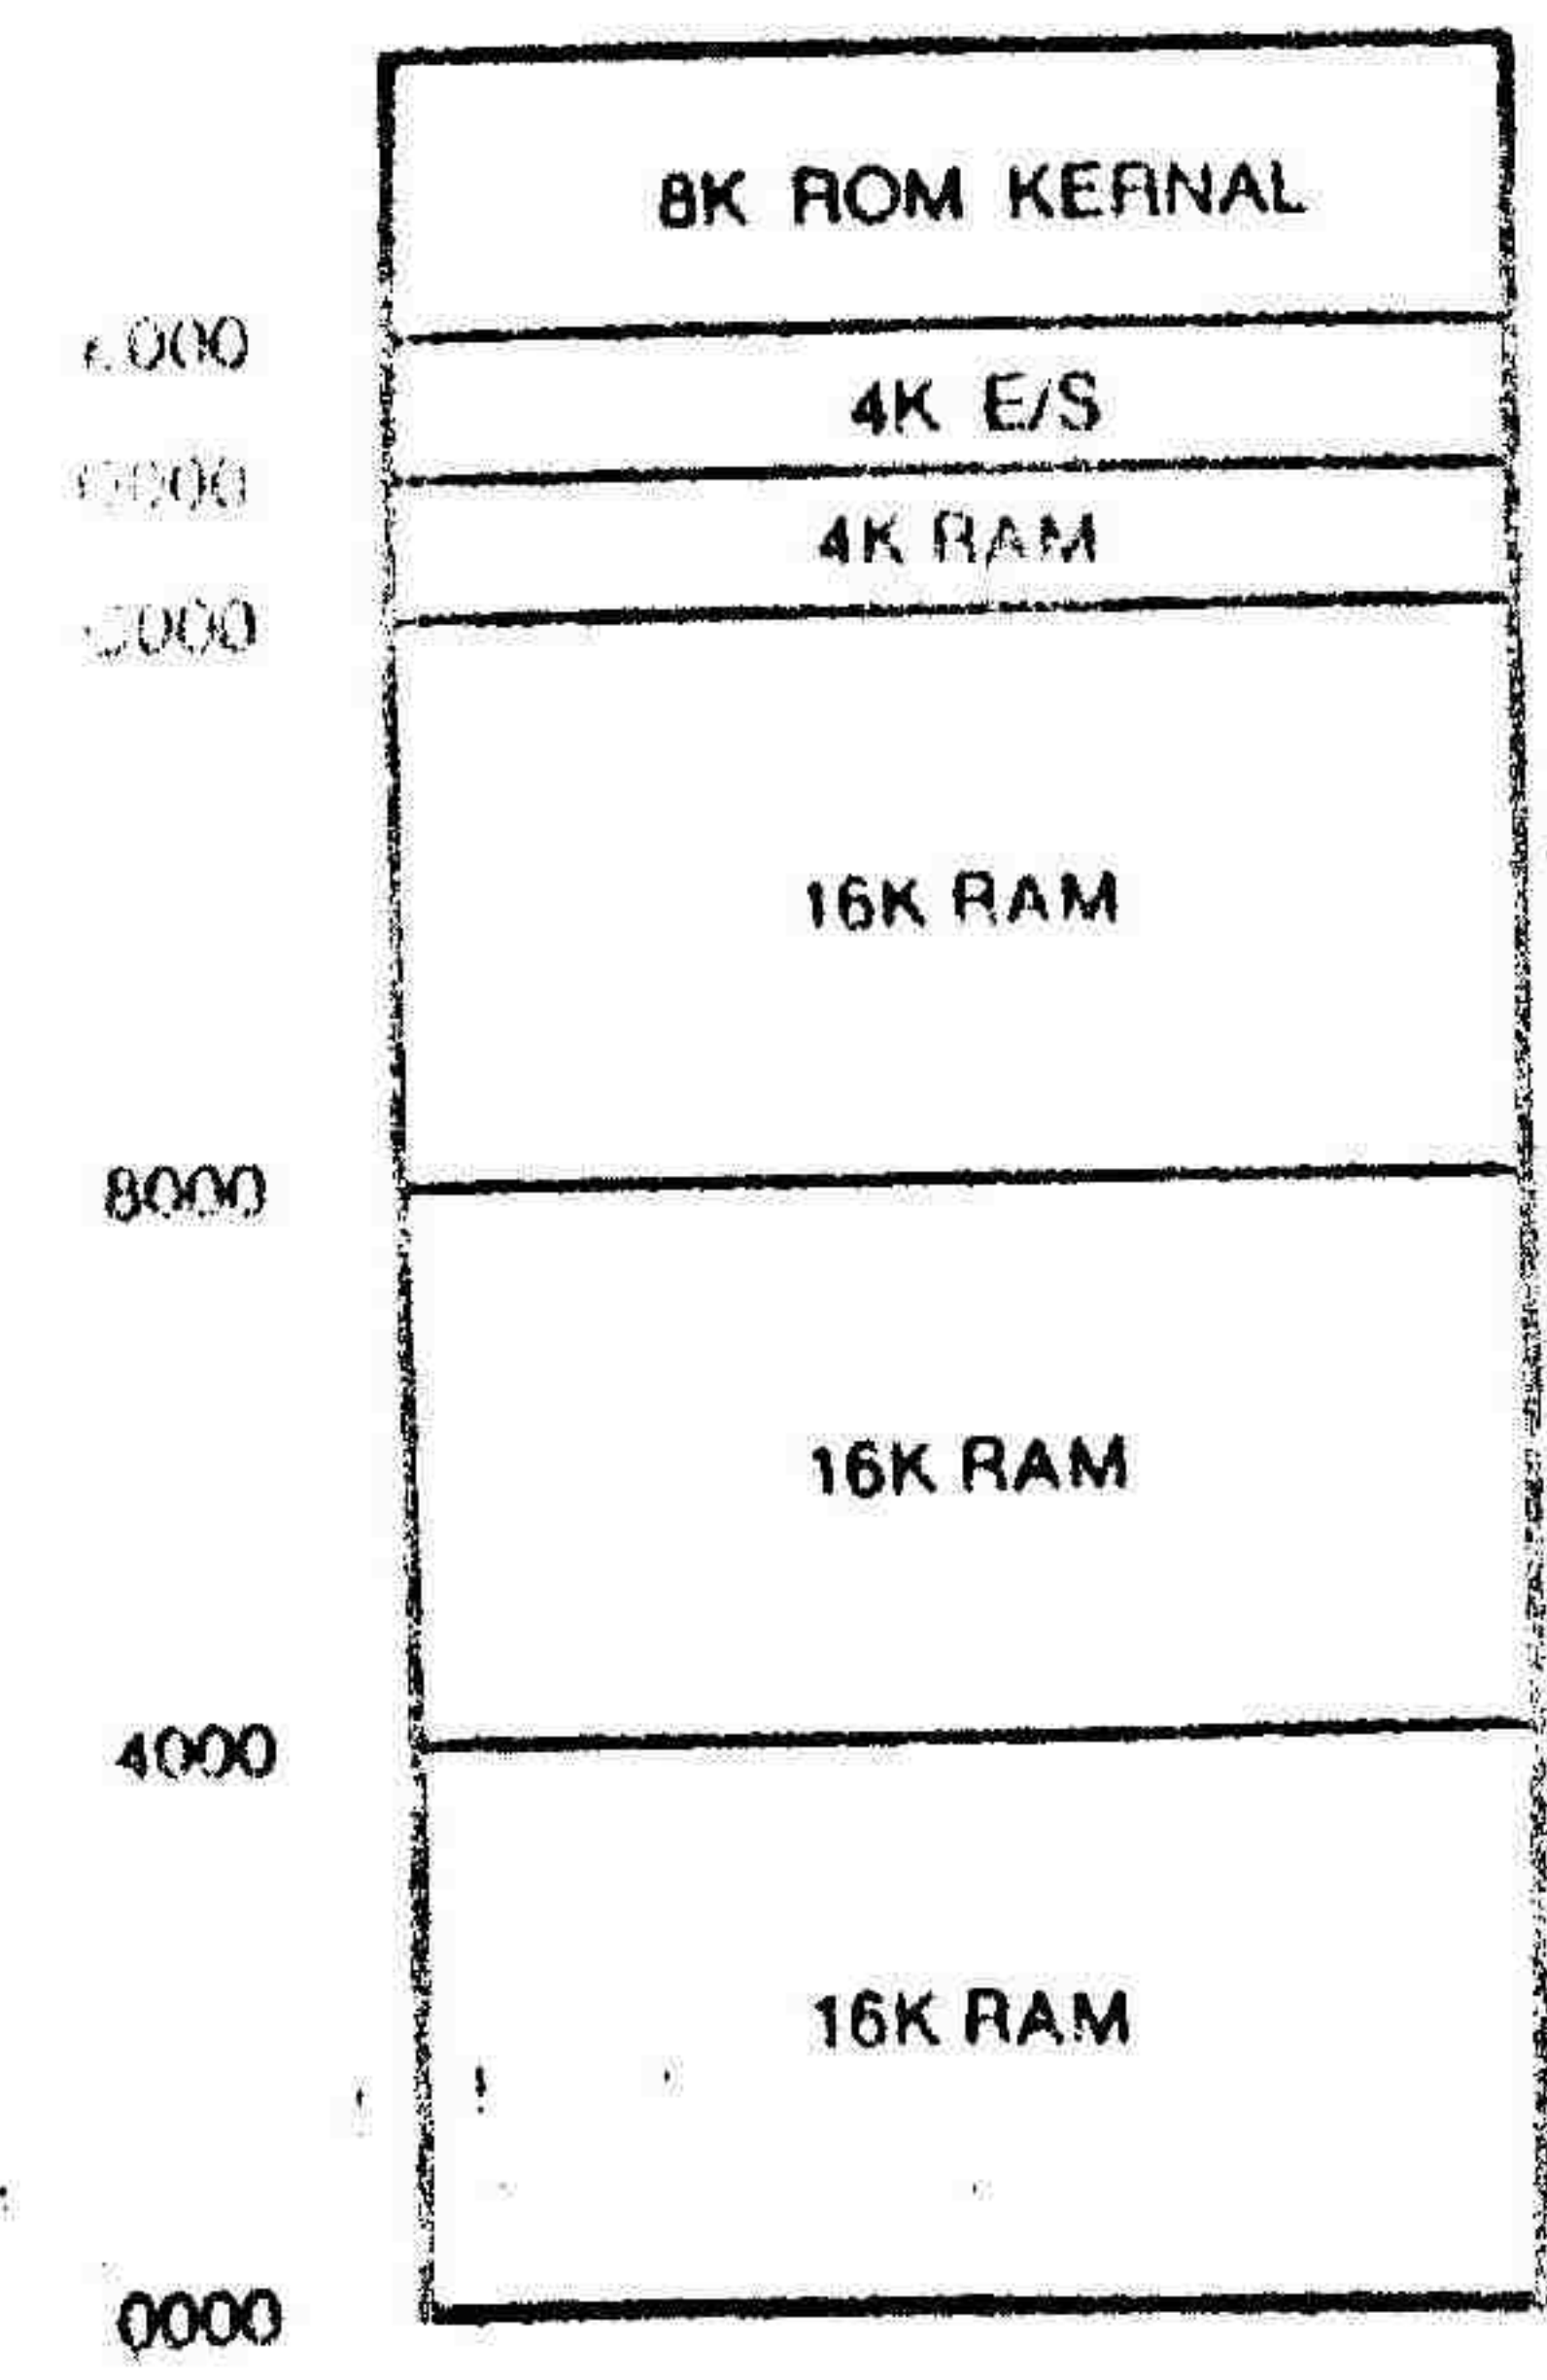 8K ROM KERNAL
4K E/S
4K RAM
16K RAM
8000
16K RAM
4000
16K RAM
0000